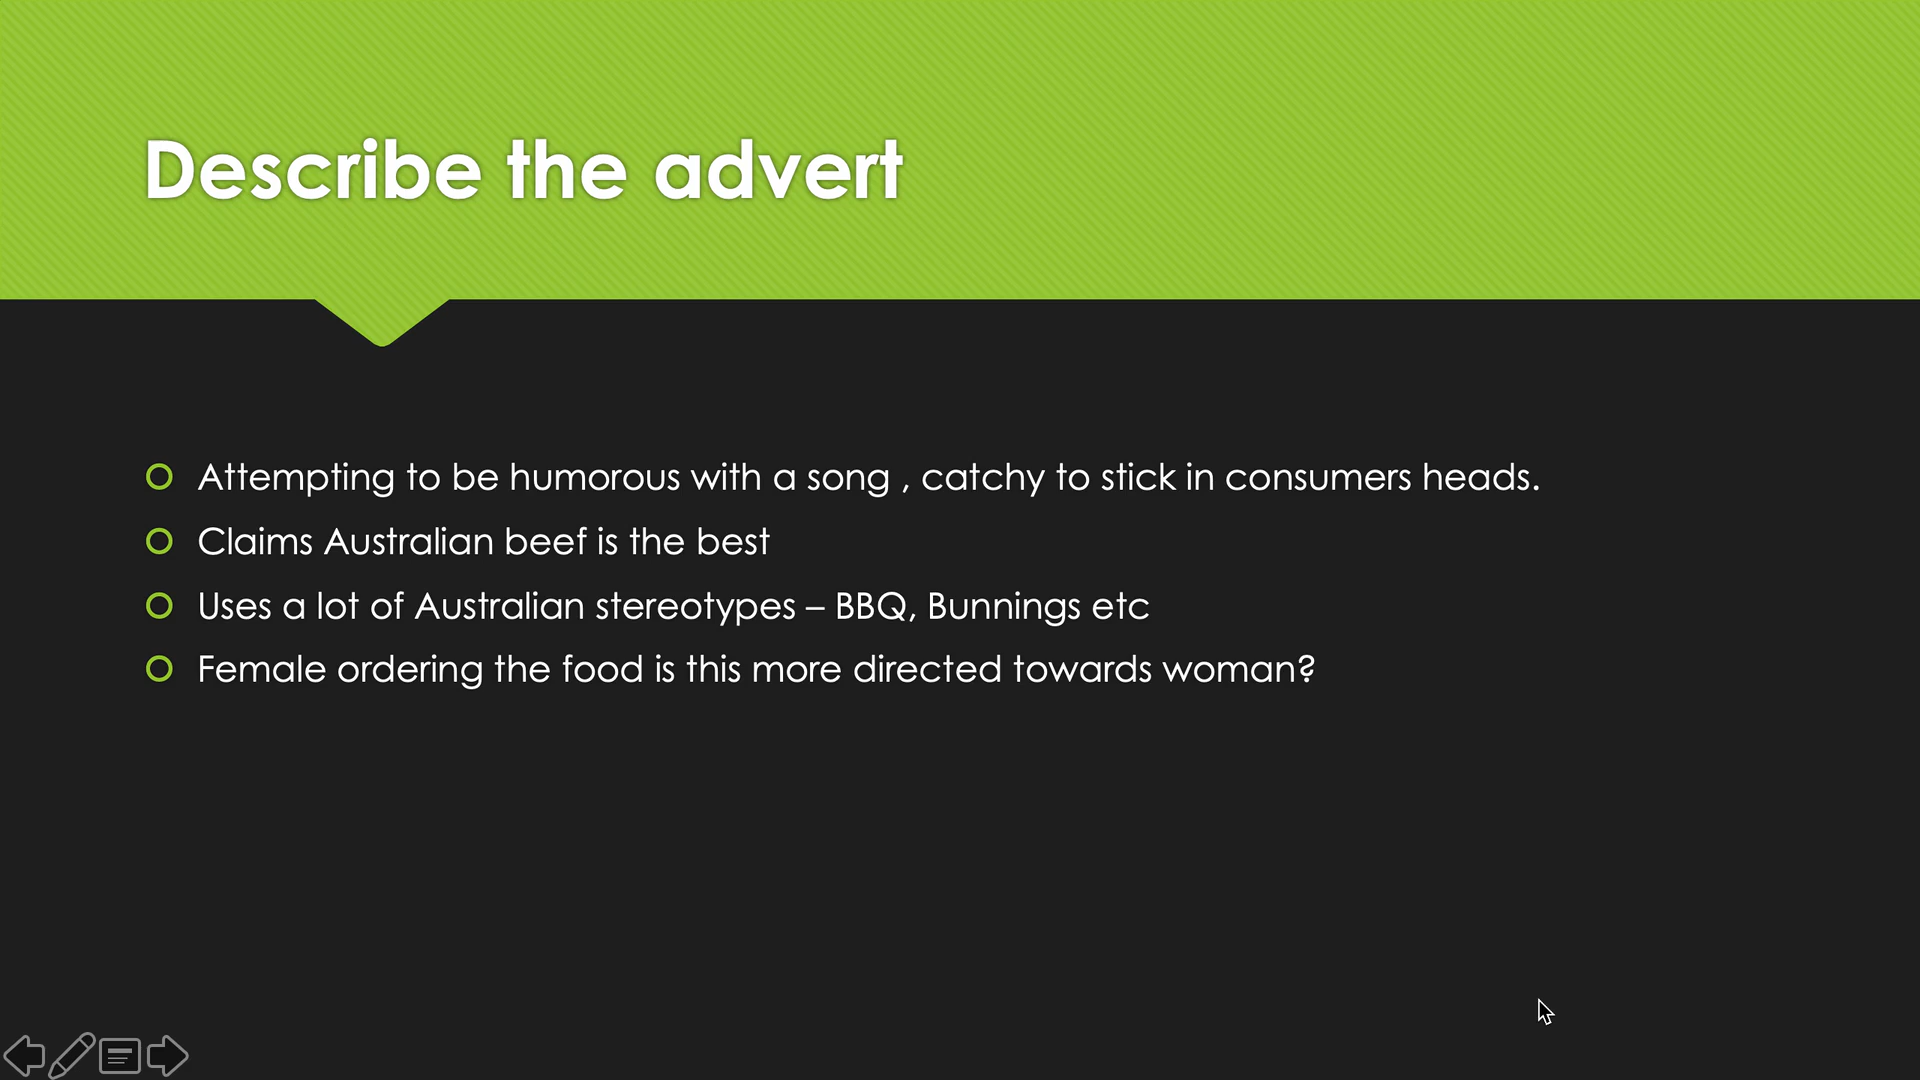 Describe the advert
Attempting to be humorous with a song , catchy to stick in consumers heads.
Claims Australian beef is the best
Uses a lot of Australian stereotypes – BBQ, Bunnings etc
Female ordering the food is this more directed towards woman?